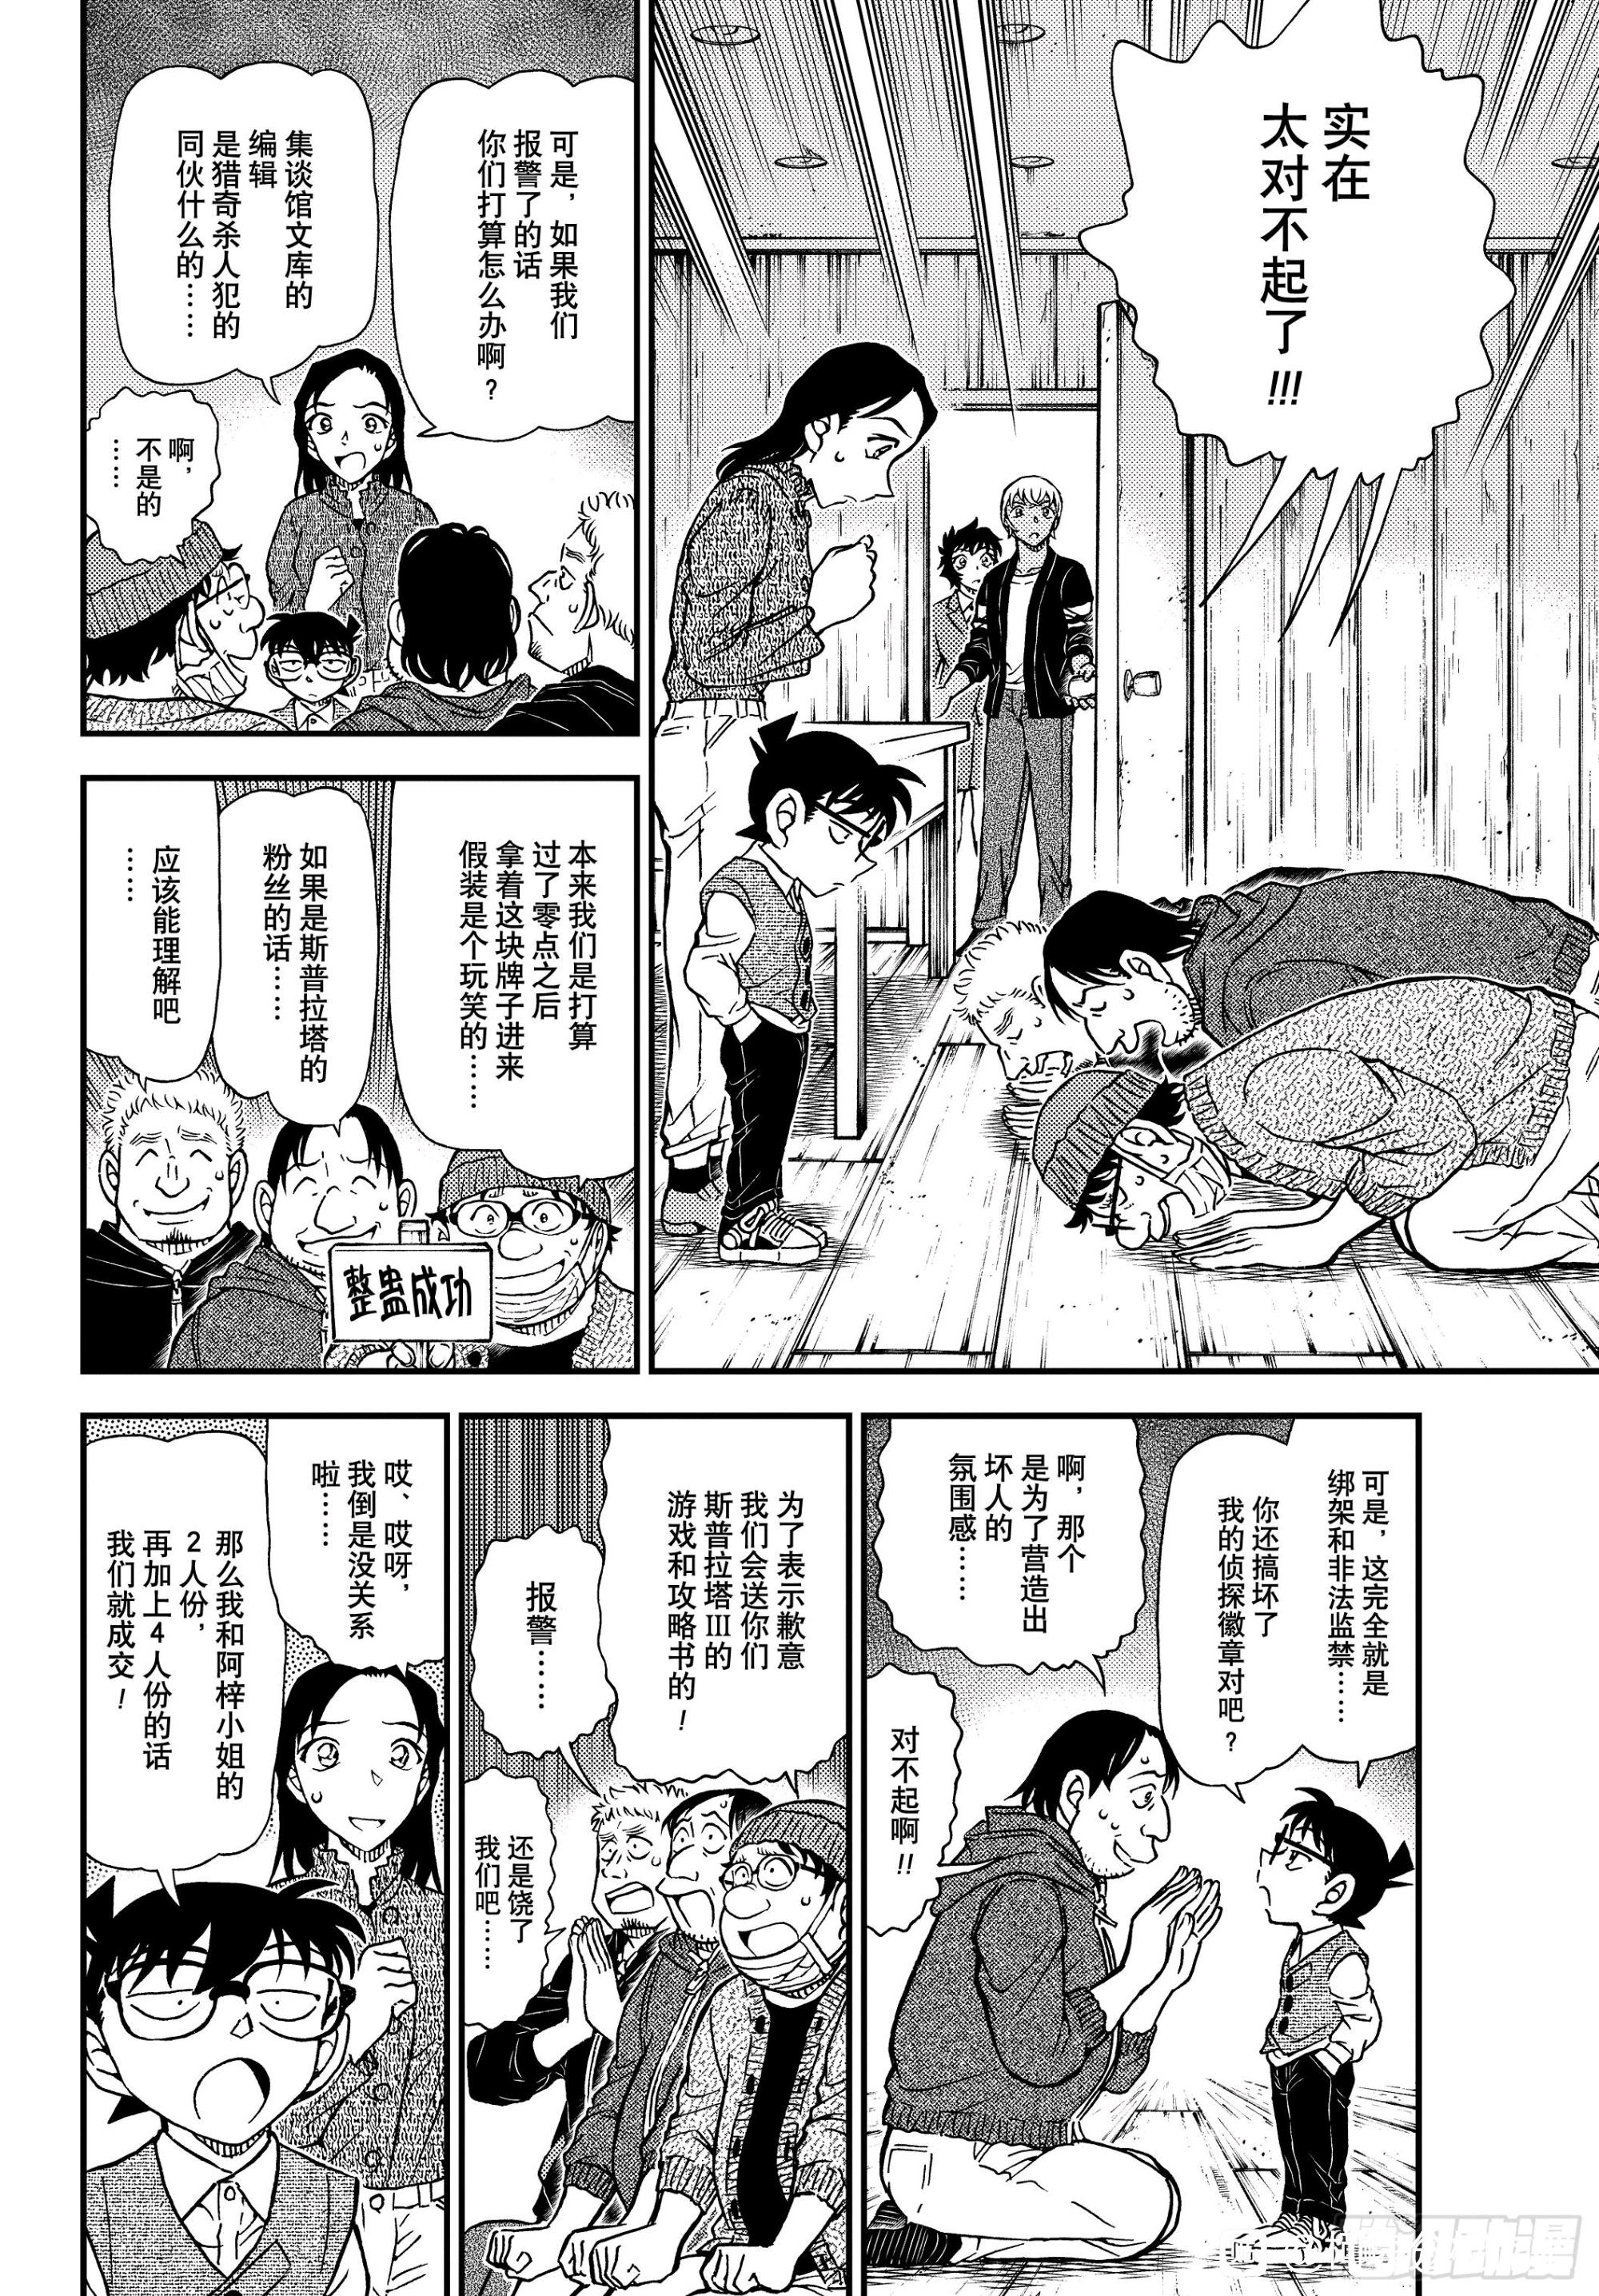 实在
太对不起了!!!
可是，如果我们
报警了的话
你们打算怎么办啊？
集谈馆文库的
编辑
是猎奇杀人犯的
同伙什么的……
啊，
不是的
……
本来我们是打算
过了零点之后
拿着这块牌子进来
假装是个玩笑的……
如果是斯普拉塔的
粉丝的话……
应该能理解吧
……
整蛊成功
可是，这完全就是
绑架和非法监禁……
你还搞坏了
我的侦探徽章对吧？
啊，那个
是为了营造出
坏人的
氛围感……
对不起啊!!
为了表示歉意
我们会送你们
斯普拉塔Ⅲ的
游戏和攻略书的！
报警……
还是饶了
我们吧……
哎、哎呀，
我倒是没关系
啦……
那么我和阿梓小姐的
2人份，
再加上4人份的话
我们就成交！